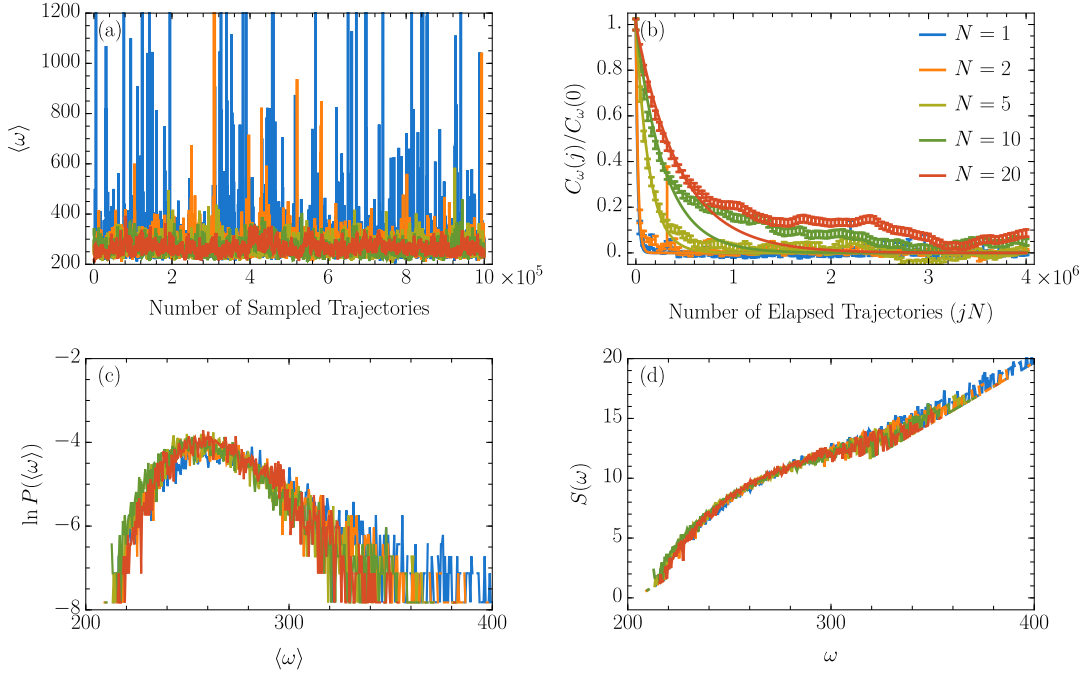 (a)
1200
1000
800
600
400
200
⟨ω⟩
0 2 4 6 8 10 ×10^5
Number of Sampled Trajectories
(b)
1.
0.8
0.6
0.4
0.2
0.
C_ω(j)/C_ω(0)
N = 1
N = 2
N = 5
N = 10
N = 20
0 1 2 3 4 ×10^6
Number of Elapsed Trajectories (jN)
(c)
−2
−4
−6
−8
ln P(⟨ω⟩)
200 300 400
⟨ω⟩
(d)
20
15
10
5
0
S(ω)
200 300 400
ω